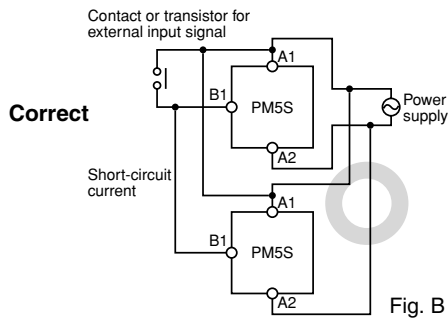 Contact or transistor for
external input signal
A1
B1
PM5S
Power
supply
Correct
A2
Short-circuit
current
A1
B1
PM5S
A2
Fig. B